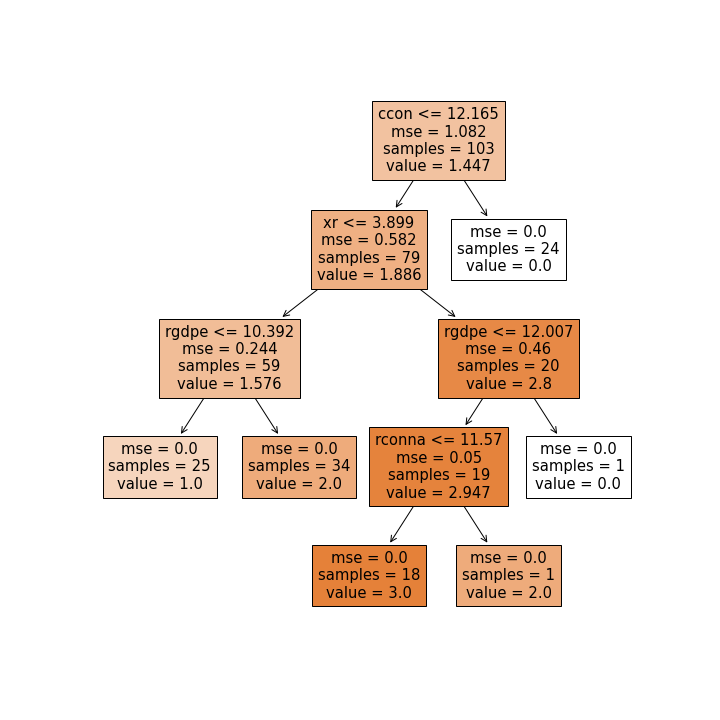 ccon <= 12.165
mse = 1.082
samples = 103
value = 1.447
xr <= 3.899
mse = 0.582
samples = 79
value = 1.886
mse = 0.0
samples = 24
value = 0.0
rgdpe <= 10.392
mse = 0.244
samples = 59
value = 1.576
rgdpe <= 12.007
mse = 0.46
samples = 20
value = 2.8
mse = 0.0
samples = 25
value = 1.0
mse = 0.0
samples = 34
value = 2.0
rconna <= 11.57
mse = 0.05
samples = 19
value = 2.947
mse = 0.0
samples = 1
value = 0.0
mse = 0.0
samples = 18
value = 3.0
mse = 0.0
samples = 1
value = 2.0